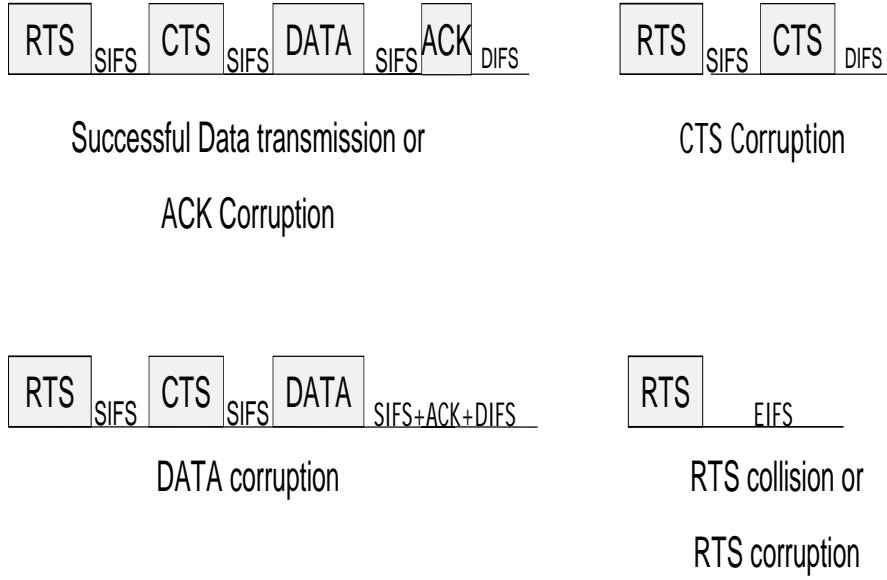 RTS SIFS CTS SIFS DATA SIFS ACK DIFS
Successful Data transmission or
ACK Corruption
RTS SIFS CTS DIFS
CTS Corruption
RTS SIFS CTS SIFS DATA SIFS+ACK+DIFS
DATA corruption
RTS EIFS
RTS collision or
RTS corruption